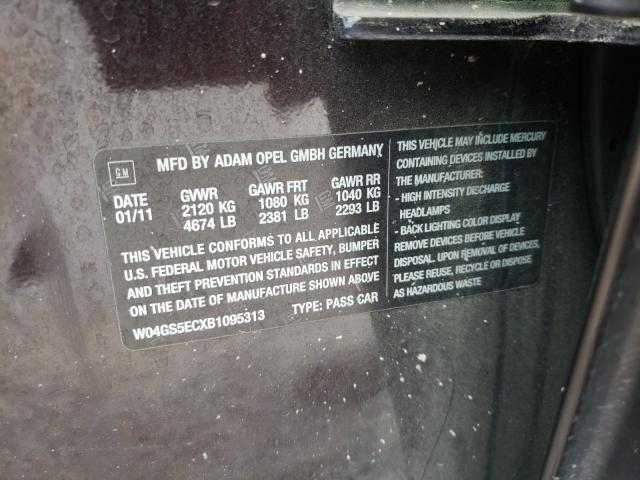 GM
MFD BY ADAM OPEL GMBH GERMANY
DATE GVWR GAWR FRT GAWR RR
01/11 2120 KG 1080 KG 1040 KG
4674 LB 2381 LB 2293 LB
THIS VEHICLE CONFORMS TO ALL APPLICABLE
U.S. FEDERAL MOTOR VEHICLE SAFETY, BUMPER
AND THEFT PREVENTION STANDARDS IN EFFECT
ON THE DATE OF MANUFACTURE SHOWN ABOVE
W04GS5ECXB1095313 TYPE: PASS CAR
THIS VEHICLE MAY INCLUDE MERCURY
CONTAINING DEVICES INSTALLED BY
THE MANUFACTURER:
- HIGH INTENSITY DISCHARGE
HEADLAMPS
- BACK LIGHTING COLOR DISPLAY
REMOVE DEVICES BEFORE VEHICLE
DISPOSAL. UPON REMOVAL OF DEVICES,
PLEASE REUSE, RECYCLE OR DISPOSE
AS HAZARDOUS WASTE